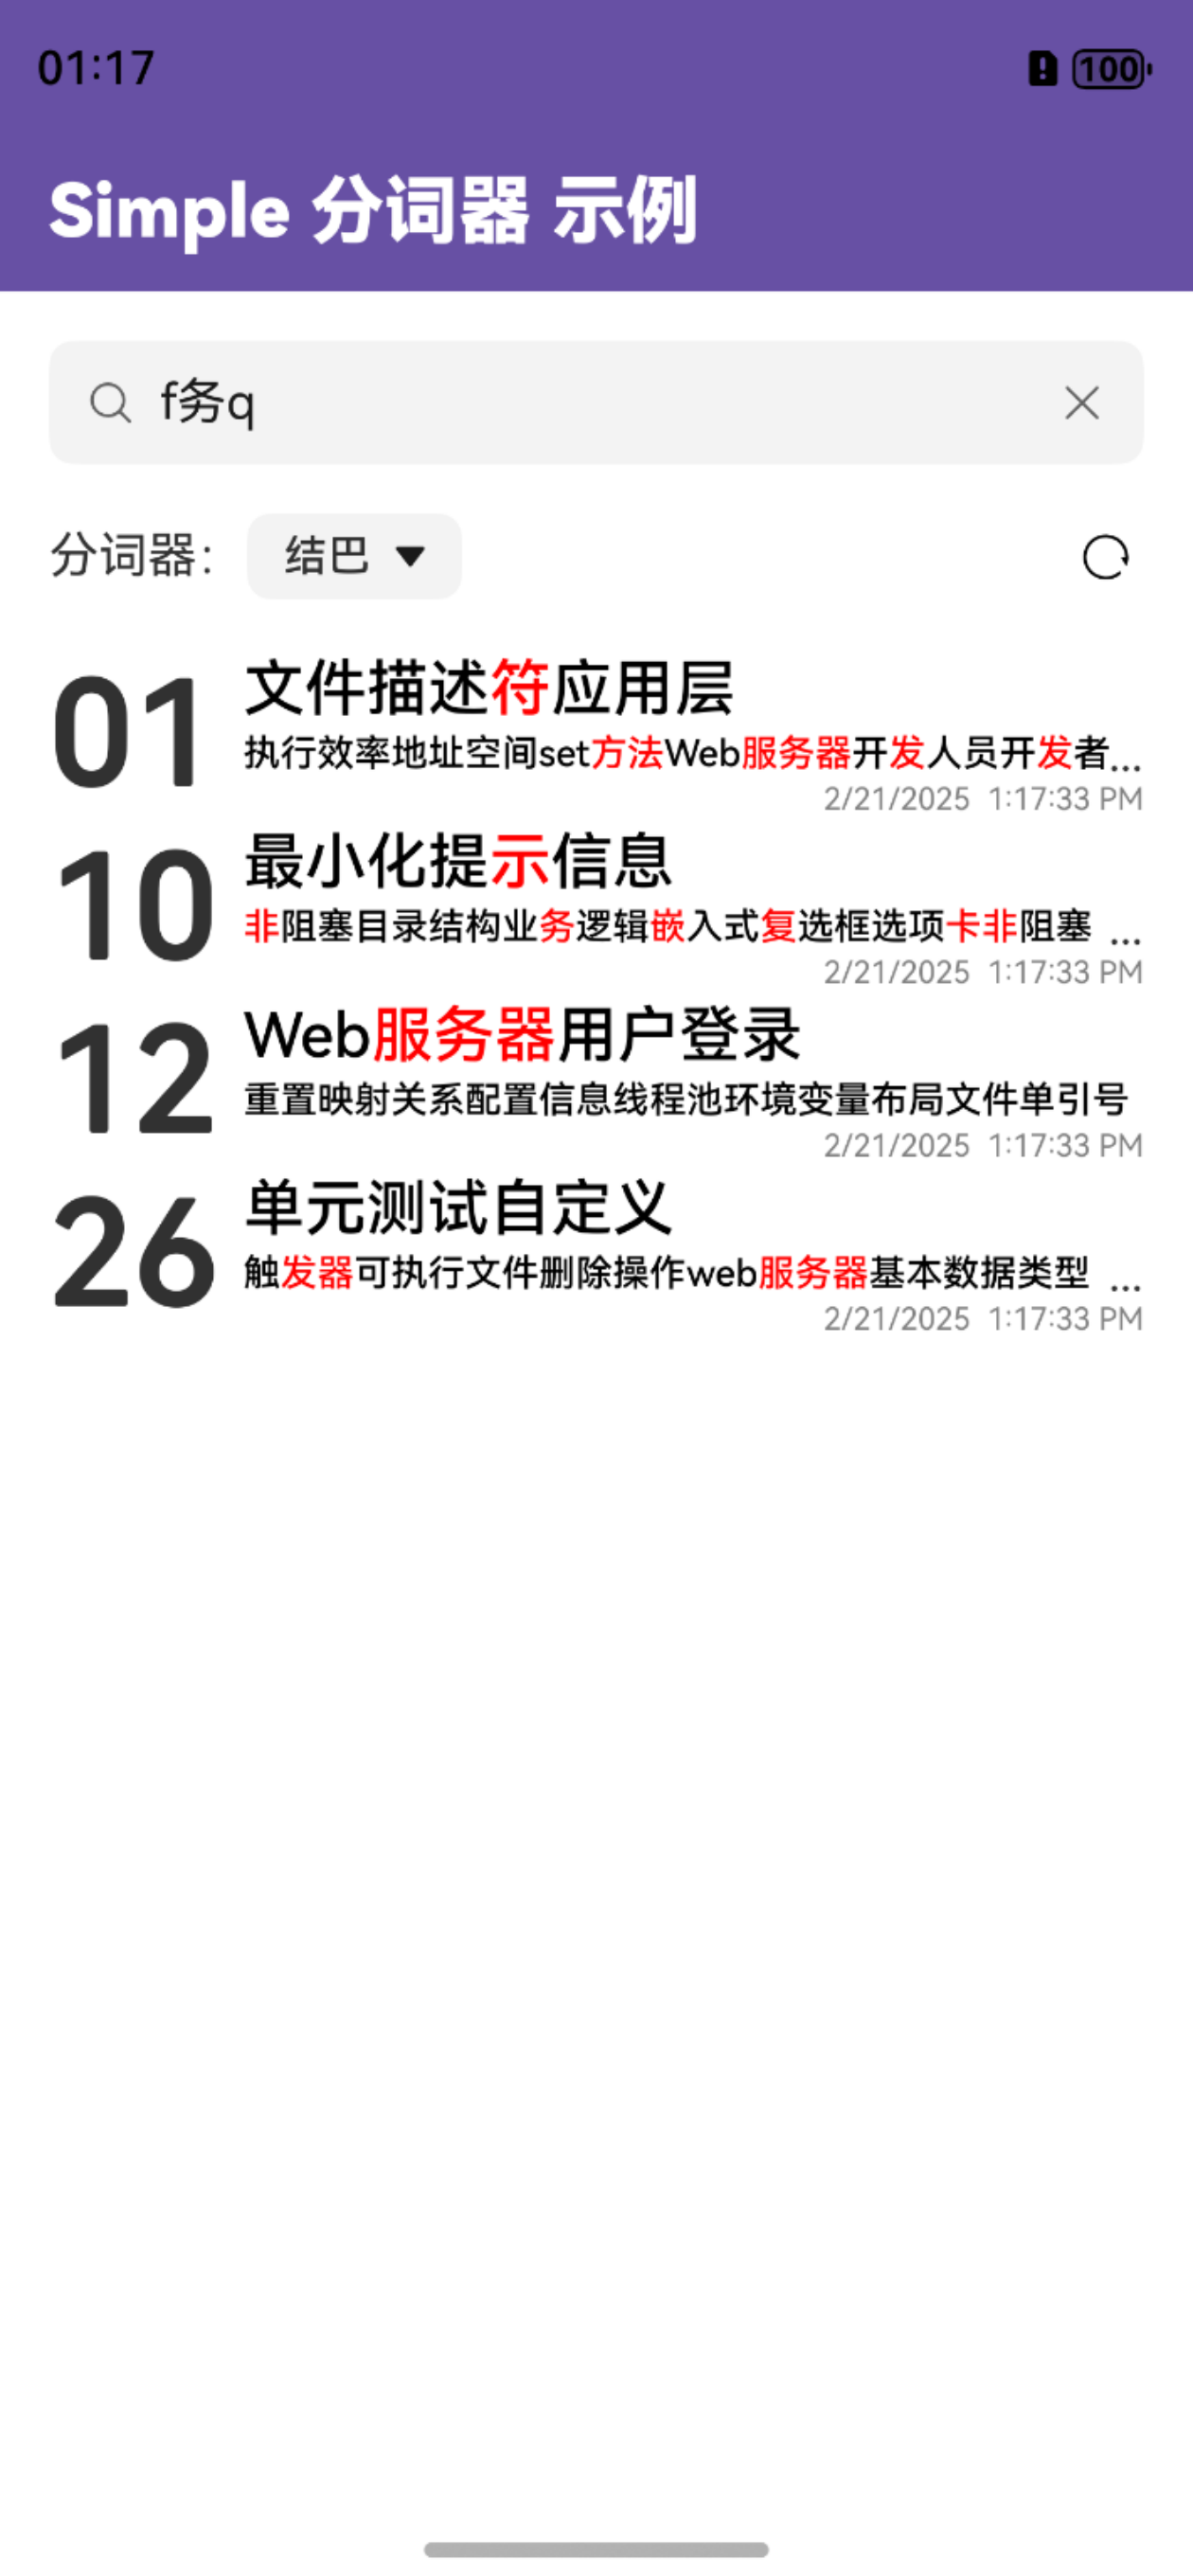 01:17
100
Simple 分词器 示例
f务q
分词器：
结巴
01
文件描述符应用层
执行效率地址空间set方法Web服务器开发人员开发者...
2/21/2025 1:17:33 PM
10
最小化提示信息
非阻塞目录结构业务逻辑嵌入式复选框选项卡非阻塞 ...
2/21/2025 1:17:33 PM
12
Web服务器用户登录
重置映射关系配置信息线程池环境变量布局文件单引号
2/21/2025 1:17:33 PM
26
单元测试自定义
触发器可执行文件删除操作web服务器基本数据类型 ...
2/21/2025 1:17:33 PM